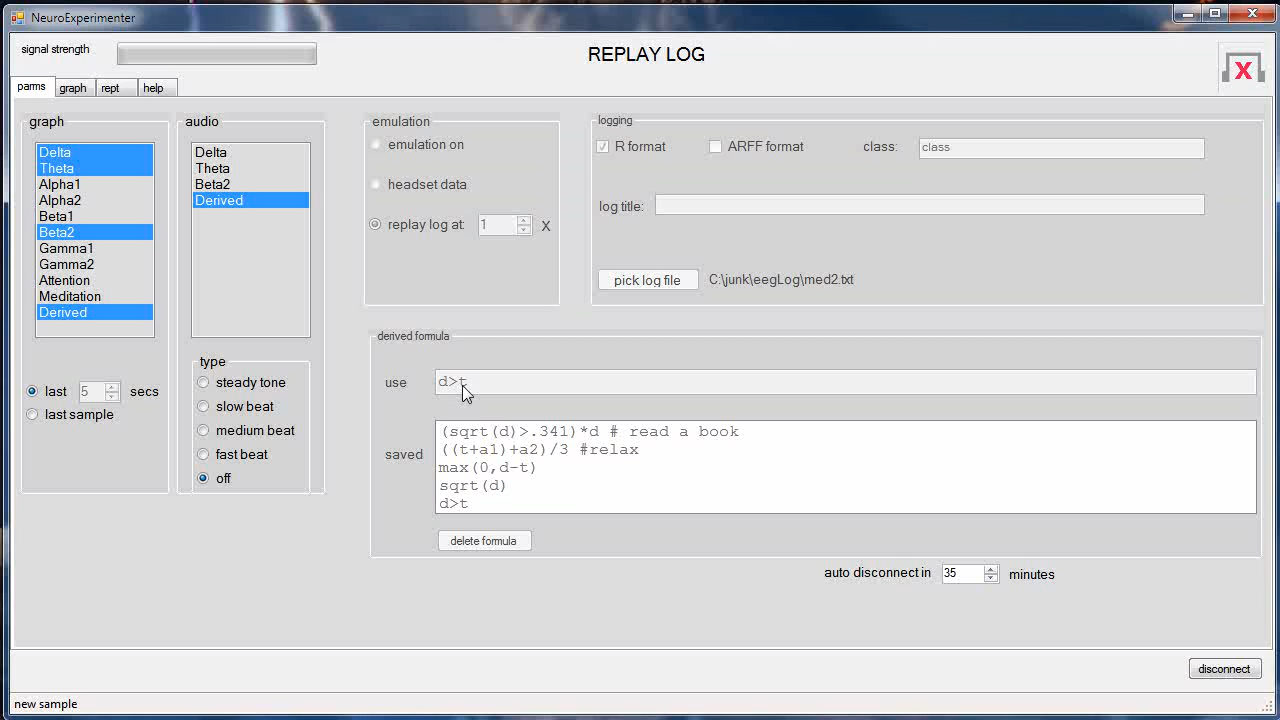 NeuroExperimenter
signal strength
REPLAY LOG
X
parms graph rept help
graph
Delta
Theta
Alpha1
Alpha2
Beta1
Beta2
Gamma1
Gamma2
Attention
Meditation
Derived
last 5 secs
last sample
audio
Delta
Theta
Beta2
Derived
type
steady tone
slow beat
medium beat
fast beat
off
emulation
emulation on
headset data
replay log at: 1 X
logging
R format ARFF format class: class
log title:
pick log file C:\junk\eegLog\med2.txt
derived formula
use d>t
saved
(sqrt(d)>.341)*d # read a book
((t+a1)+a2)/3 #relax
max(0,d-t)
sqrt(d)
d>t
delete formula
auto disconnect in 35 minutes
disconnect
new sample